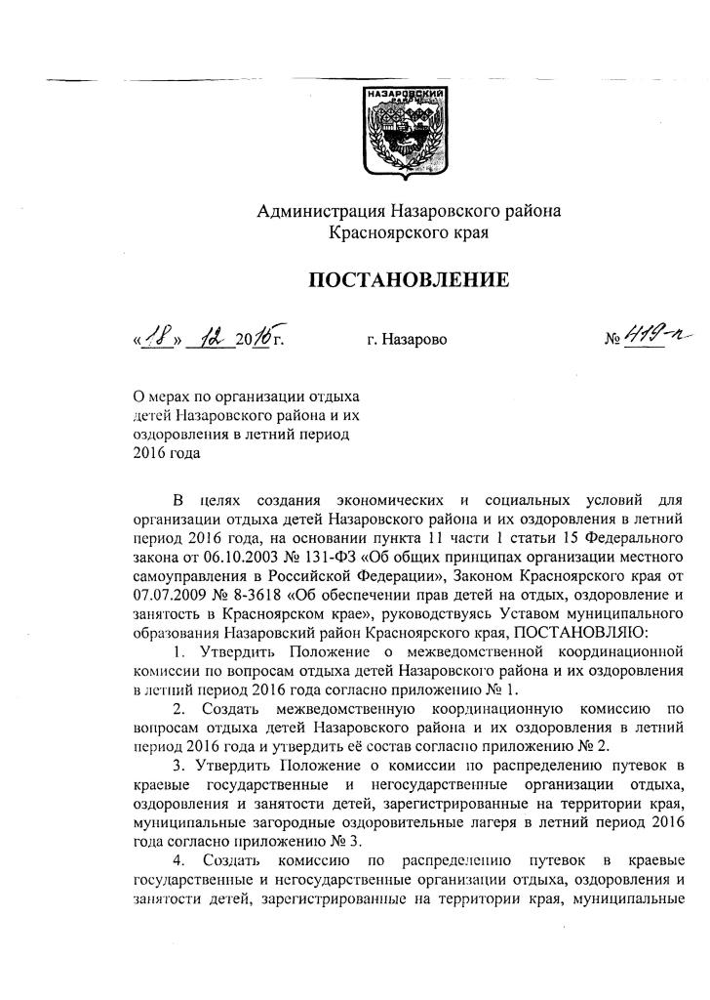 НАЗАРОВСКИЙ
РАЙОН
Администрация Назаровского района
Красноярского края
ПОСТАНОВЛЕНИЕ
«18» 12 2015 г. г. Назарово № 419-п
О мерах по организации отдыха
детей Назаровского района и их
оздоровления в летний период
2016 года
В целях создания экономических и социальных условий для
организации отдыха детей Назаровского района и их оздоровления в летний
период 2016 года, на основании пункта 11 части 1 статьи 15 Федерального
закона от 06.10.2003 № 131-ФЗ «Об общих принципах организации местного
самоуправления в Российской Федерации», Законом Красноярского края от
07.07.2009 № 8-3618 «Об обеспечении прав детей на отдых, оздоровление и
занятость в Красноярском крае», руководствуясь Уставом муниципального
образования Назаровский район Красноярского края, ПОСТАНОВЛЯЮ:
1. Утвердить Положение о межведомственной координационной
комиссии по вопросам отдыха детей Назаровского района и их оздоровления
в летний период 2016 года согласно приложению № 1.
2. Создать межведомственную координационную комиссию по
вопросам отдыха детей Назаровского района и их оздоровления в летний
период 2016 года и утвердить её состав согласно приложению № 2.
3. Утвердить Положение о комиссии по распределению путевок в
краевые государственные и негосударственные организации отдыха,
оздоровления и занятости детей, зарегистрированные на территории края,
муниципальные загородные оздоровительные лагеря в летний период 2016
года согласно приложению № 3.
4. Создать комиссию по распределению путевок в краевые
государственные и негосударственные организации отдыха, оздоровления и
занятости детей, зарегистрированные на территории края, муниципальные